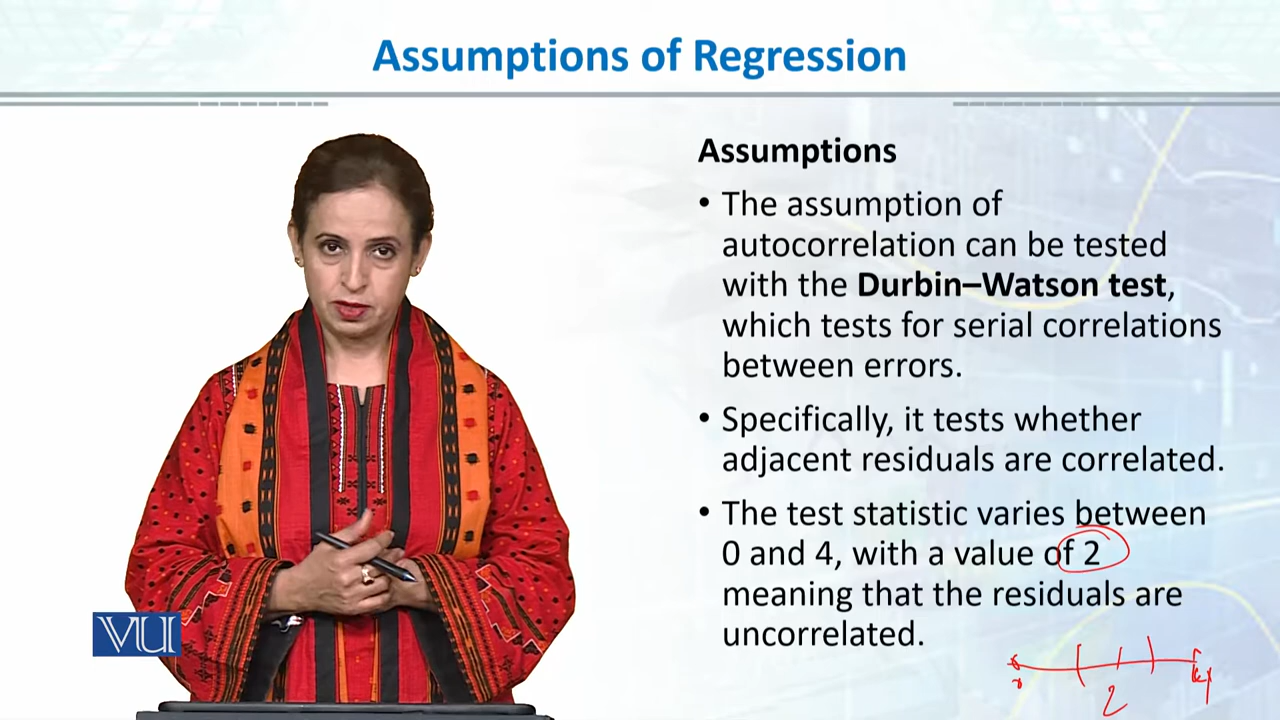 Assumptions of Regression
Assumptions
• The assumption of
autocorrelation can be tested
with the Durbin–Watson test,
which tests for serial correlations
between errors.
• Specifically, it tests whether
adjacent residuals are correlated.
• The test statistic varies between
0 and 4, with a value of 2
meaning that the residuals are
uncorrelated.
VU
2